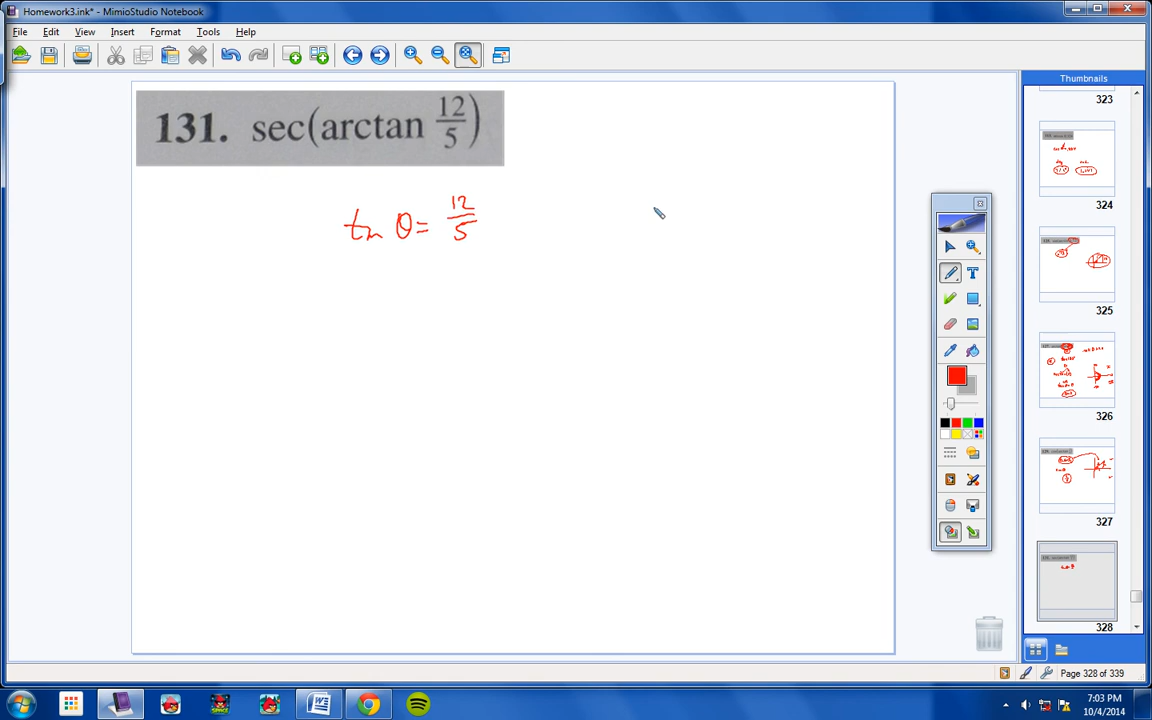 Homework3.ink* - MimioStudio Notebook
File Edit View Insert Format Tools Help
131. sec(arctan 12/5)
tan θ = 12/5
Thumbnails
323
324
325
326
327
328
Page 328 of 339
7:03 PM
10/4/2014